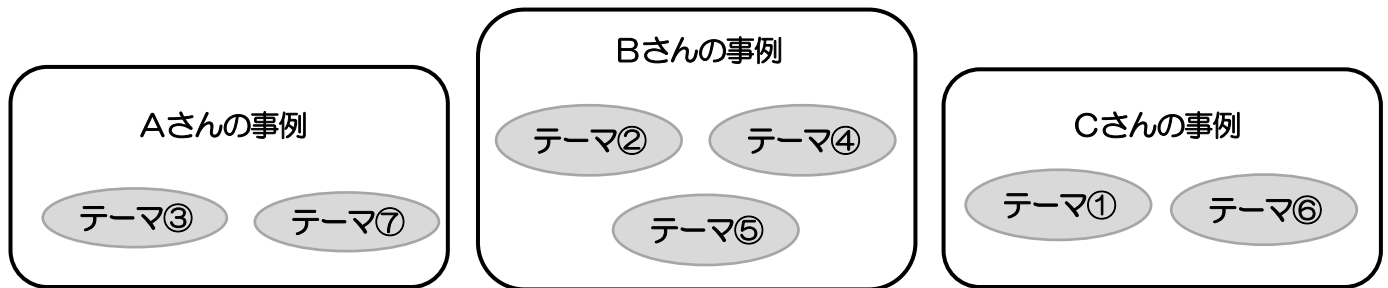 Aさんの事例
テーマ③
テーマ⑦
Bさんの事例
テーマ②
テーマ④
テーマ⑤
Cさんの事例
テーマ①
テーマ⑥